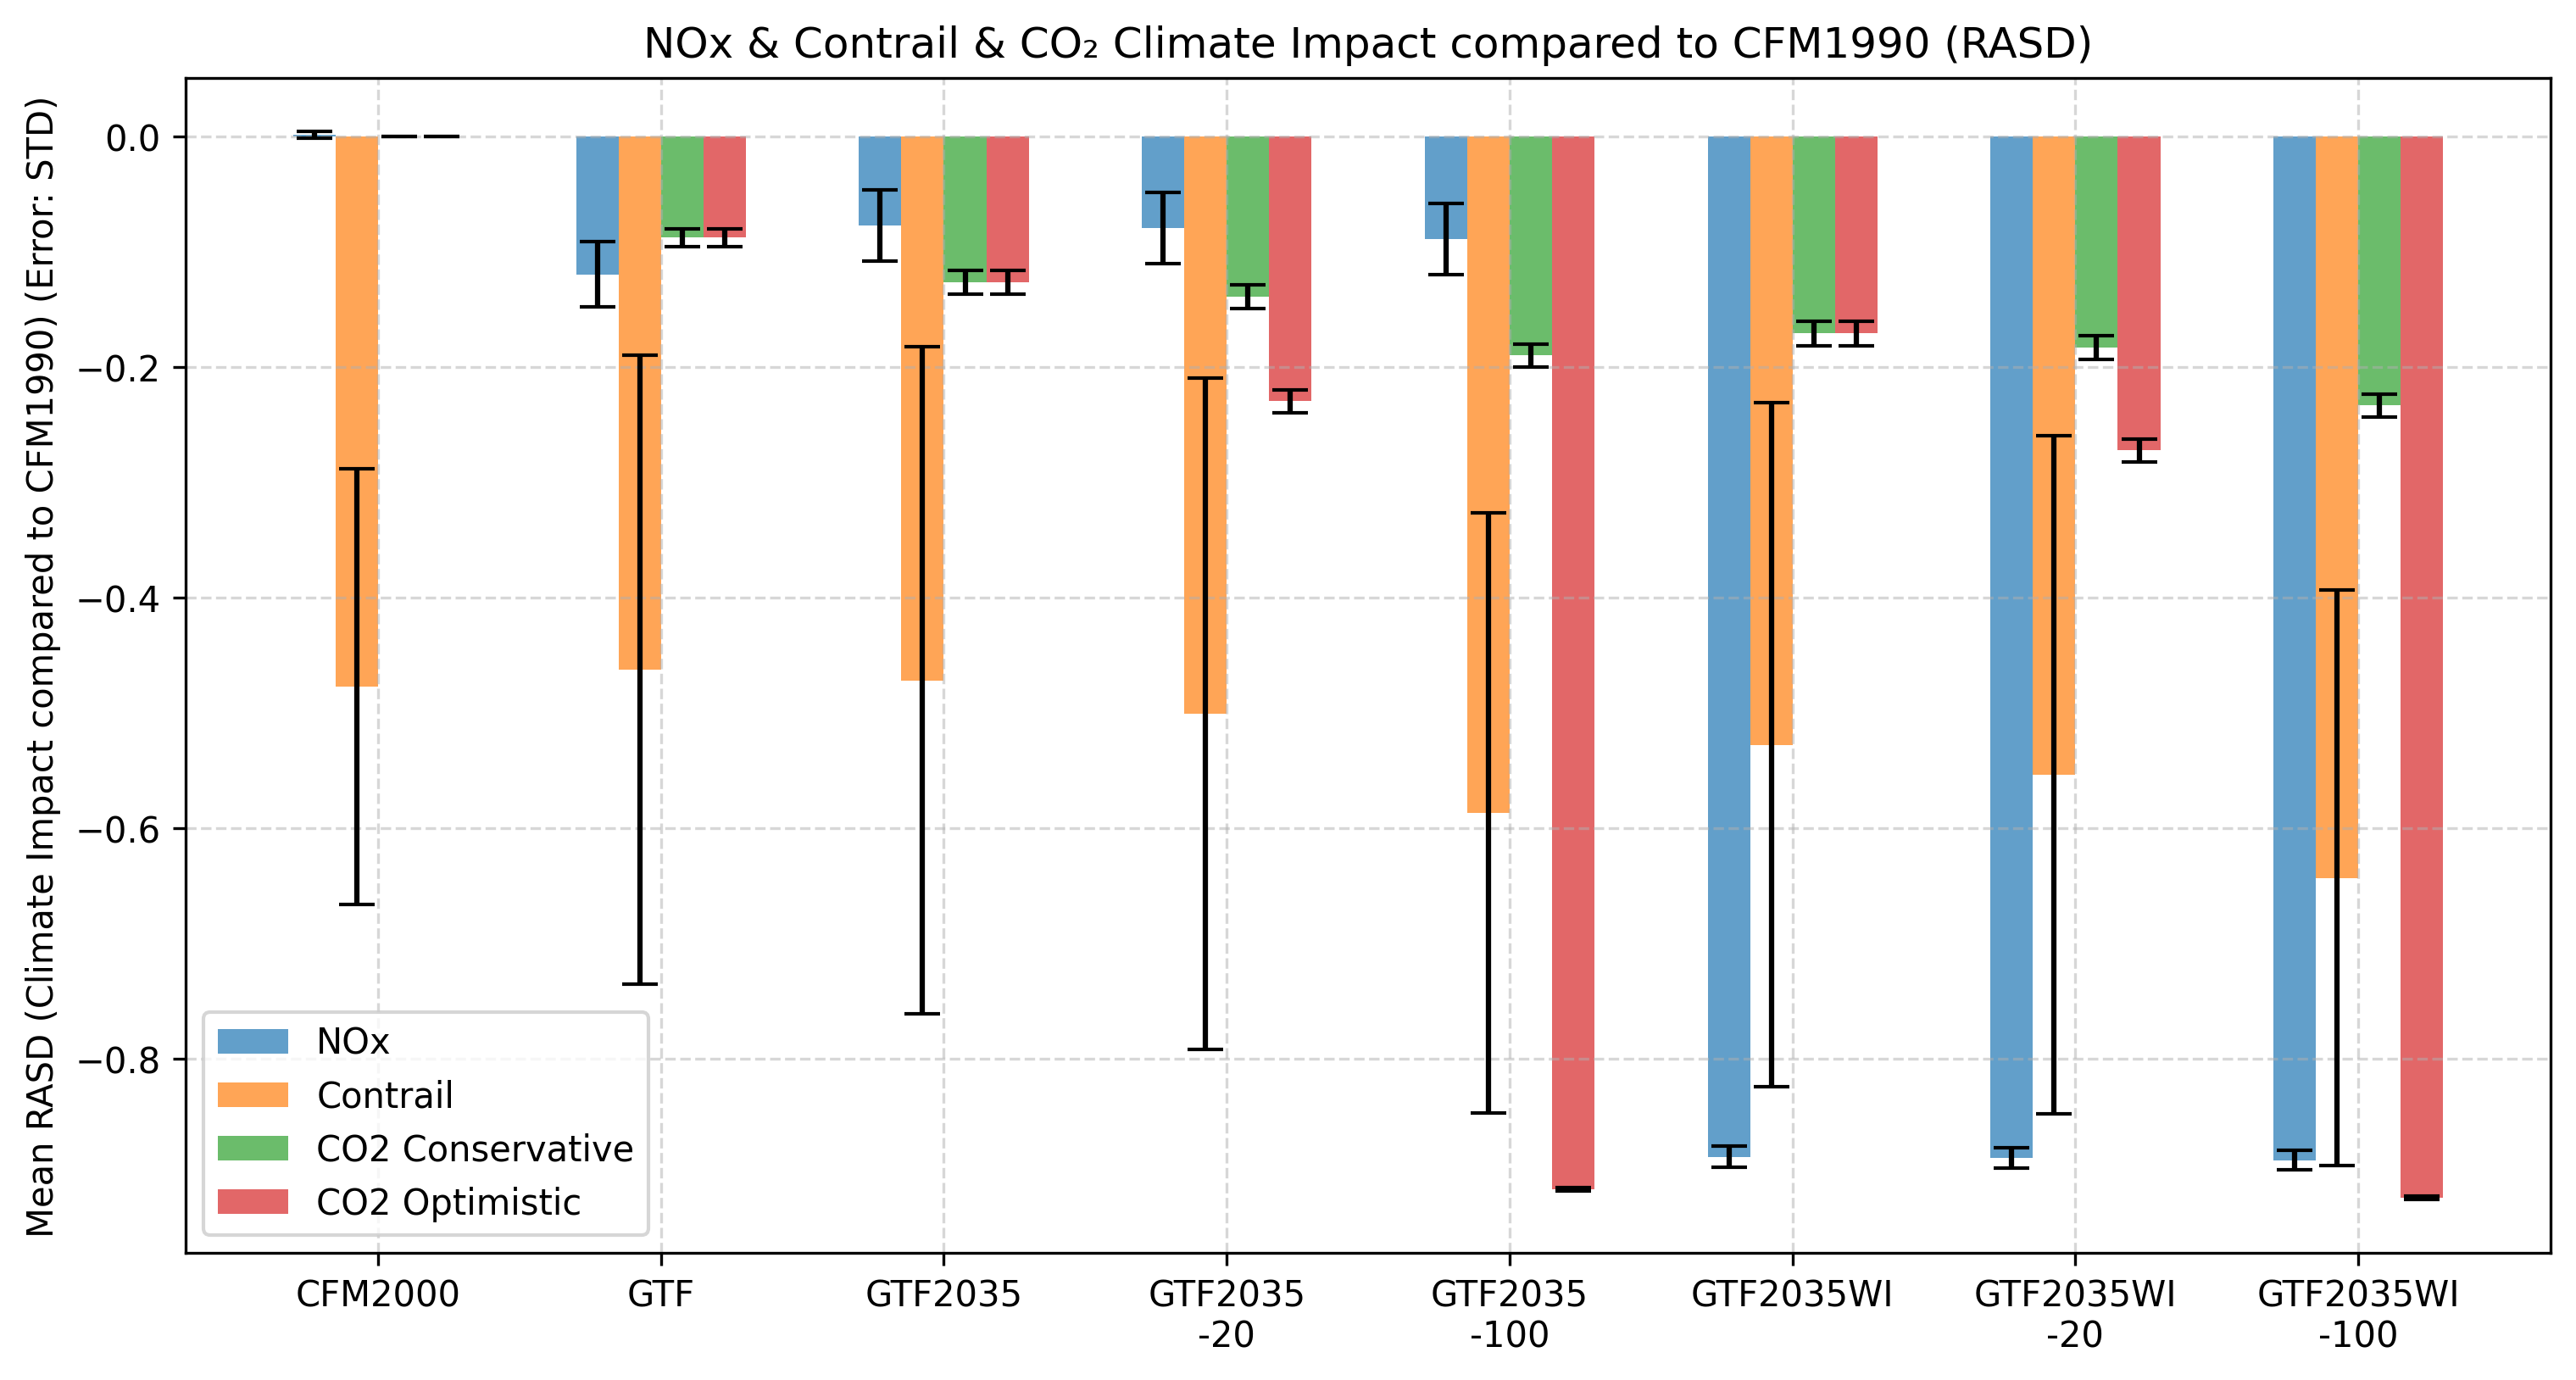 NOx & Contrail & CO₂ Climate Impact compared to CFM1990 (RASD)
Mean RASD (Climate Impact compared to CFM1990) (Error: STD)
0.0
−0.2
−0.4
−0.6
−0.8
NOx
Contrail
CO2 Conservative
CO2 Optimistic
CFM2000
GTF
GTF2035
GTF2035
-20
GTF2035
-100
GTF2035WI
GTF2035WI
-20
GTF2035WI
-100